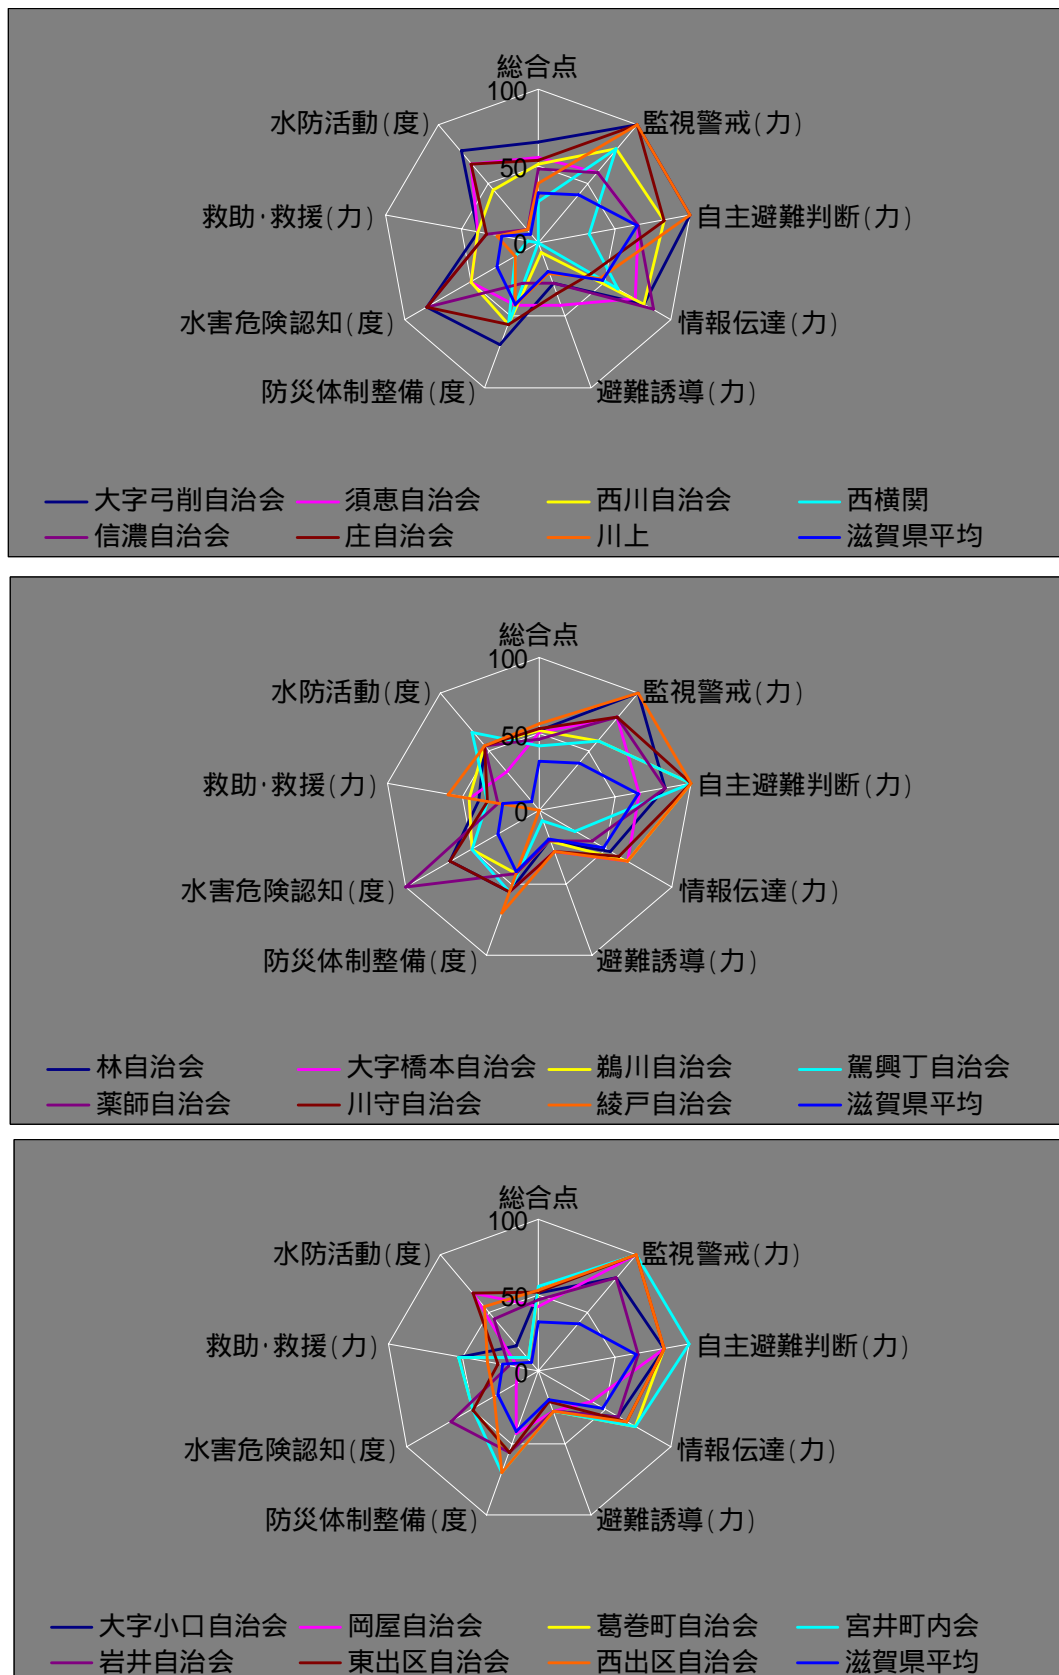 総合点
100
水防活動(度)
監視警戒(力)
50
救助・救援(力)
自主避難判断(力)
0
水害危険認知(度)
情報伝達(力)
防災体制整備(度)
避難誘導(力)
大字弓削自治会 須恵自治会 西川自治会 西横関
信濃自治会 庄自治会 川上 滋賀県平均
総合点
100
水防活動(度)
監視警戒(力)
50
救助・救援(力)
自主避難判断(力)
0
水害危険認知(度)
情報伝達(力)
防災体制整備(度)
避難誘導(力)
林自治会 大字橋本自治会 鵜川自治会 駕輿丁自治会
薬師自治会 川守自治会 綾戸自治会 滋賀県平均
総合点
100
水防活動(度)
監視警戒(力)
50
救助・救援(力)
自主避難判断(力)
0
水害危険認知(度)
情報伝達(力)
防災体制整備(度)
避難誘導(力)
大字小口自治会 岡屋自治会 葛巻町自治会 宮井町内会
岩井自治会 東出区自治会 西出区自治会 滋賀県平均